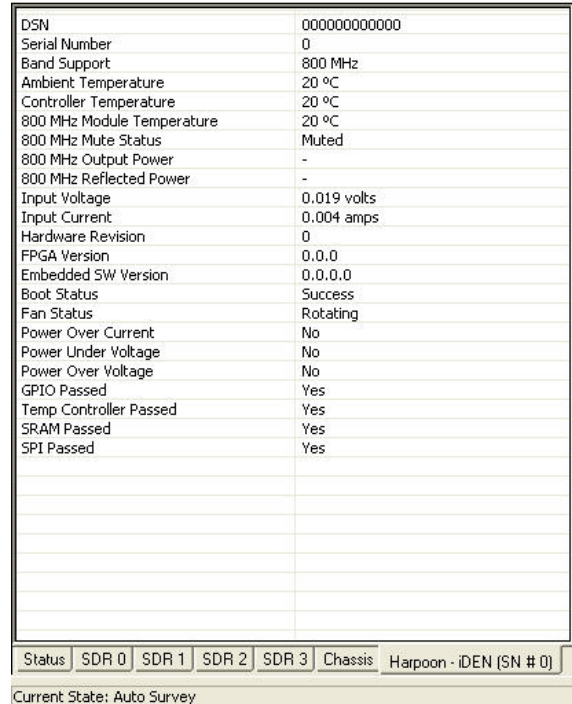 DSN 000000000000
Serial Number 0
Band Support 800 MHz
Ambient Temperature 20 ºC
Controller Temperature 20 ºC
800 MHz Module Temperature 20 ºC
800 MHz Mute Status Muted
800 MHz Output Power -
800 MHz Reflected Power -
Input Voltage 0.019 volts
Input Current 0.004 amps
Hardware Revision 0
FPGA Version 0.0.0
Embedded SW Version 0.0.0.0
Boot Status Success
Fan Status Rotating
Power Over Current No
Power Under Voltage No
Power Over Voltage No
GPIO Passed Yes
Temp Controller Passed Yes
SRAM Passed Yes
SPI Passed Yes
Status SDR 0 SDR 1 SDR 2 SDR 3 Chassis Harpoon - iDEN (SN # 0)
Current State: Auto Survey